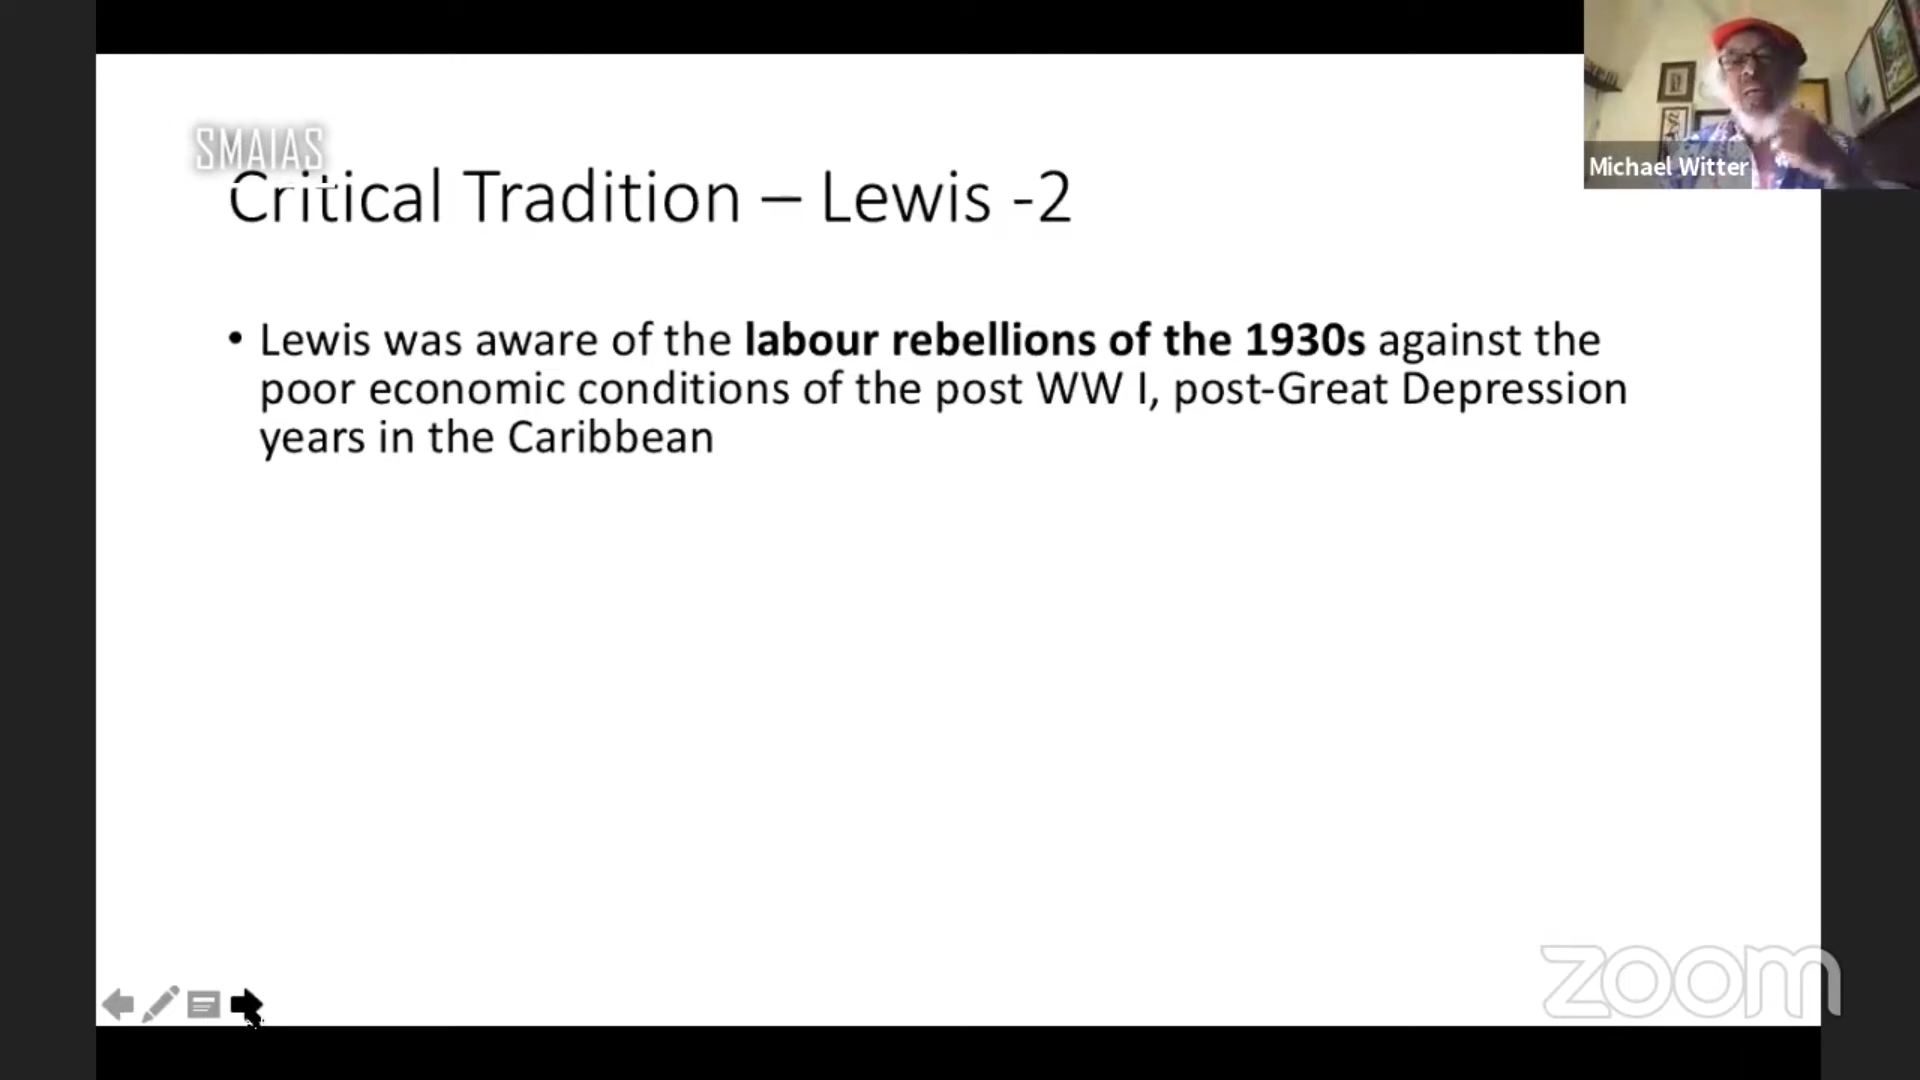 Michael Witter
SMAIAS
Critical Tradition – Lewis -2
• Lewis was aware of the labour rebellions of the 1930s against the
poor economic conditions of the post WW I, post-Great Depression
years in the Caribbean
zoom